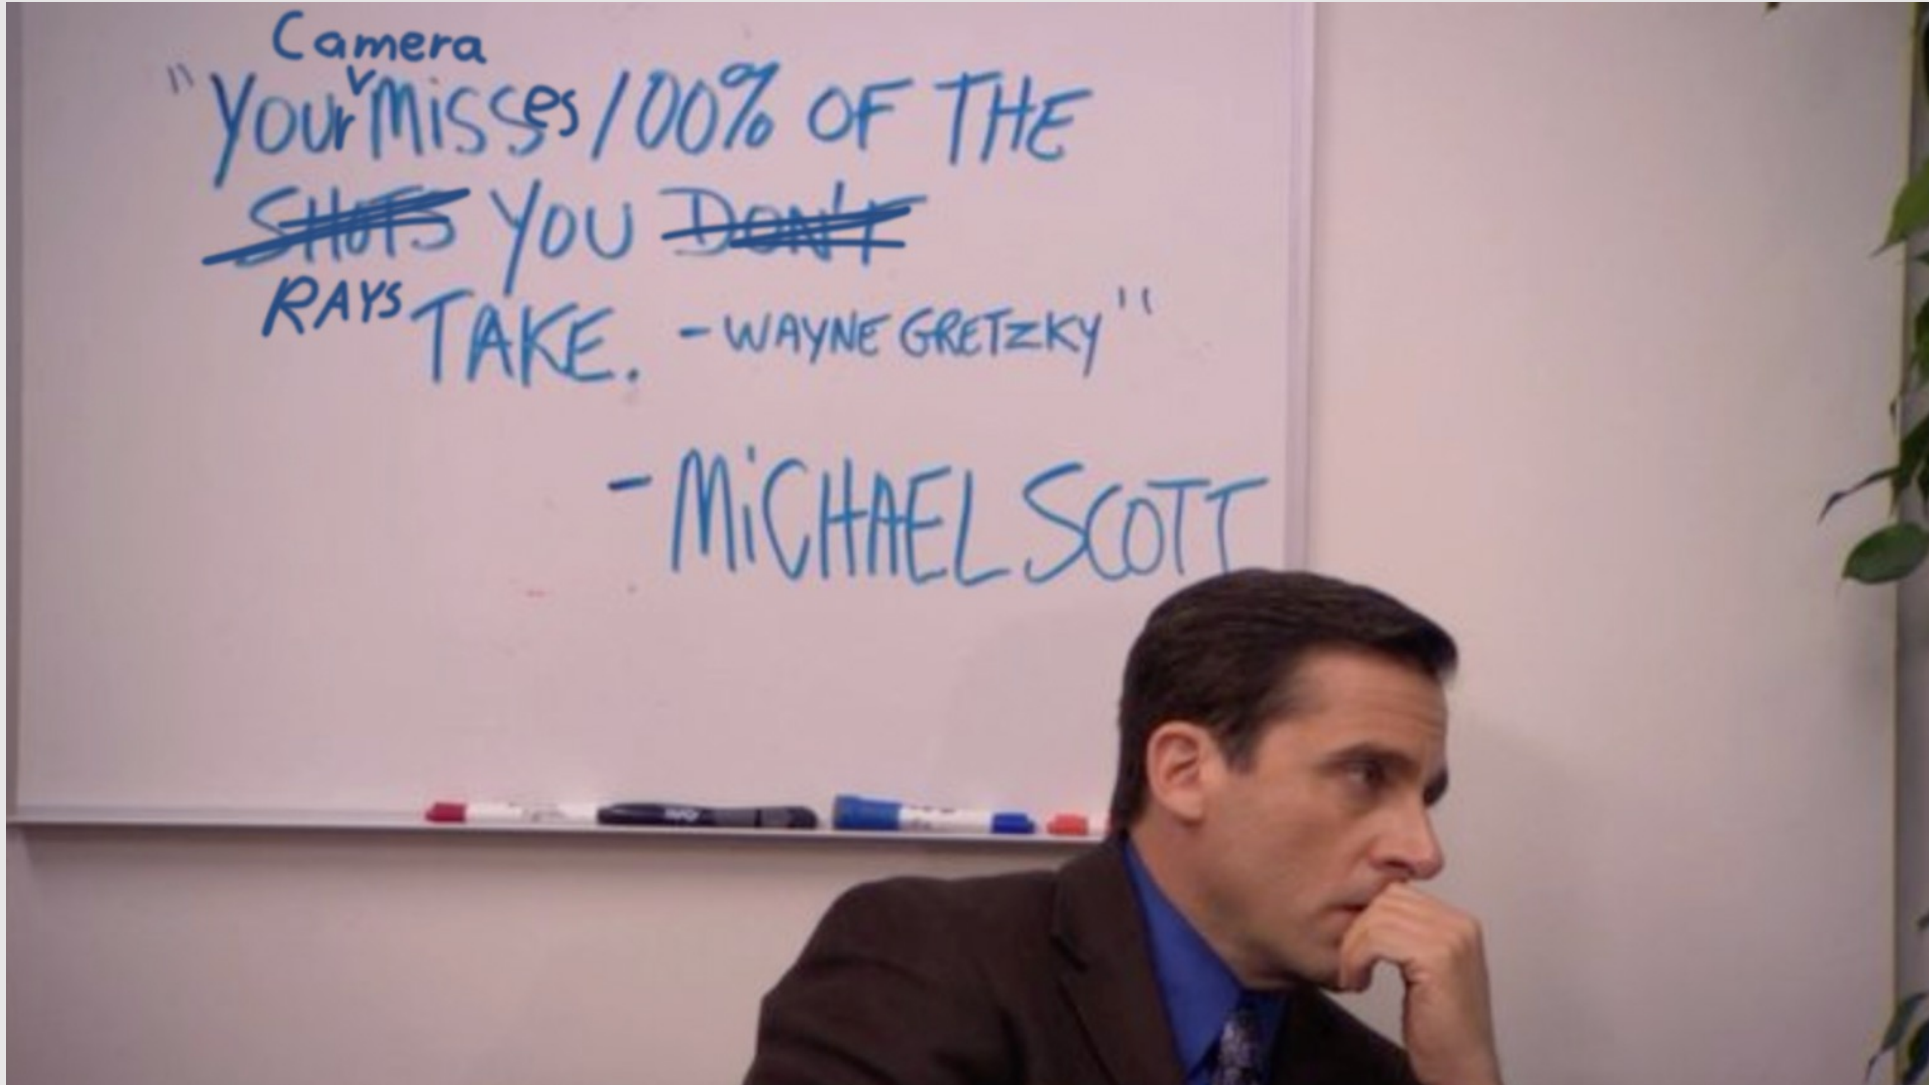 Camera
"Your Misses 100% OF THE
SHOTS YOU DON'T
RAYS TAKE. - WAYNE GRETZKY"
- MiCHAEL SCOTT